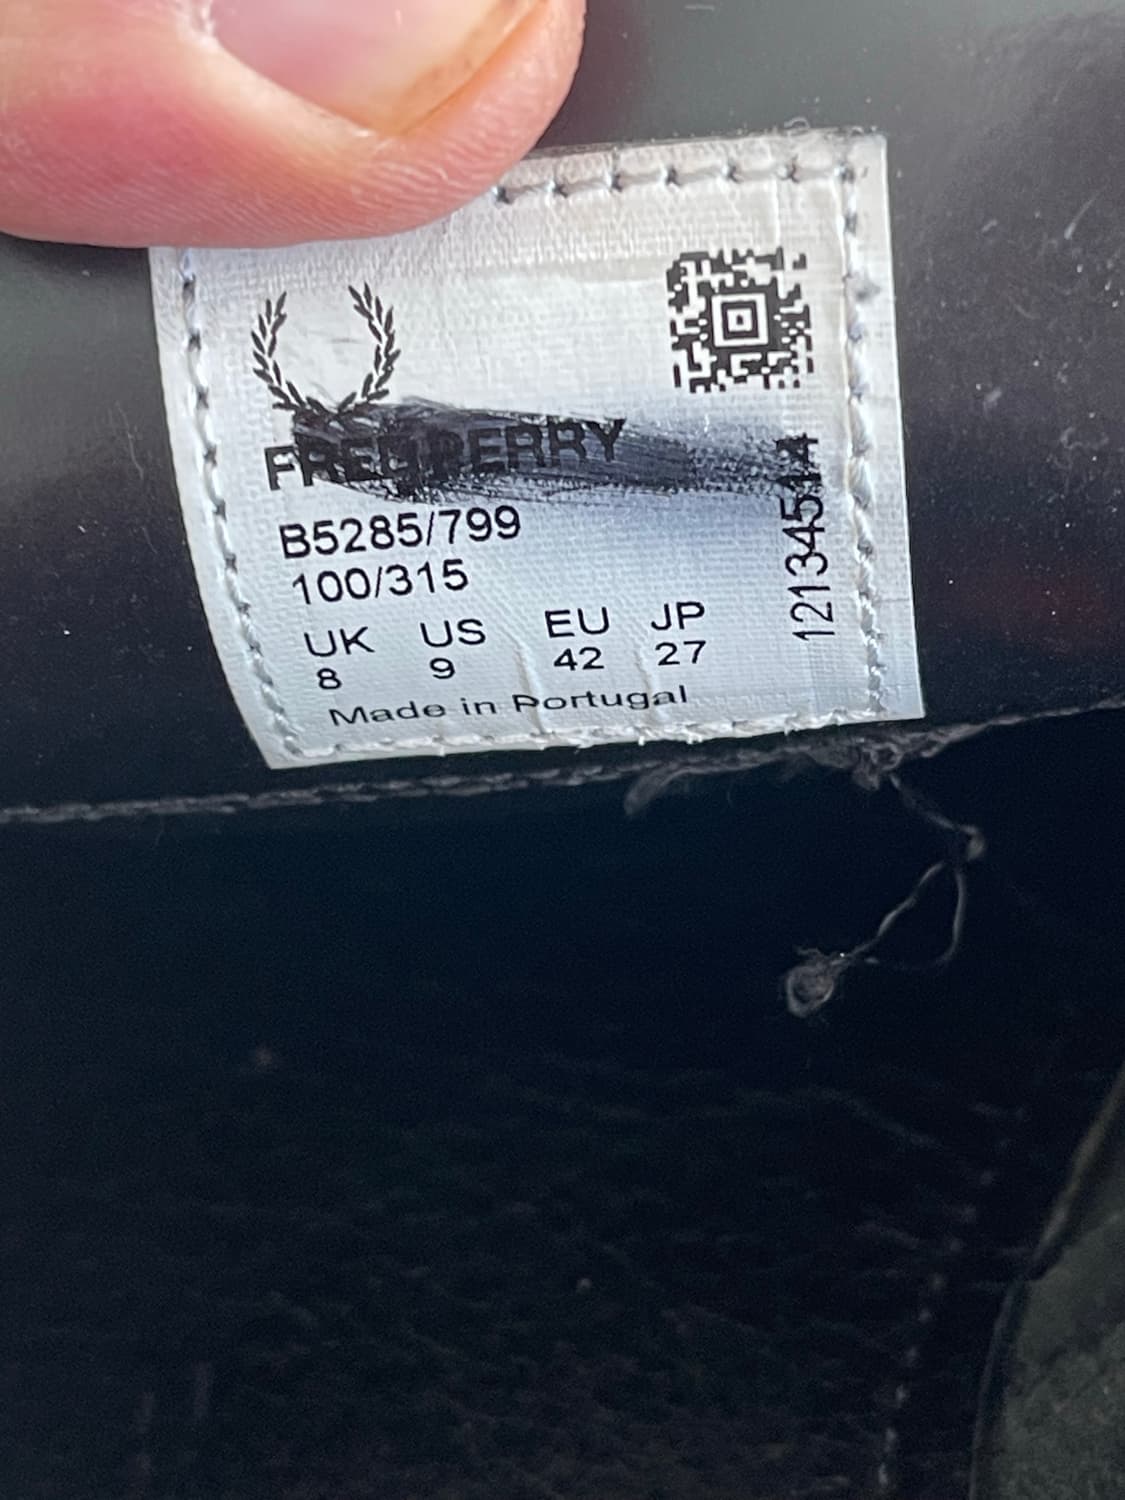 FRED PERRY
B5285/799
100/315
UK US EU JP
8 9 42 27
Made in Portugal
12134514